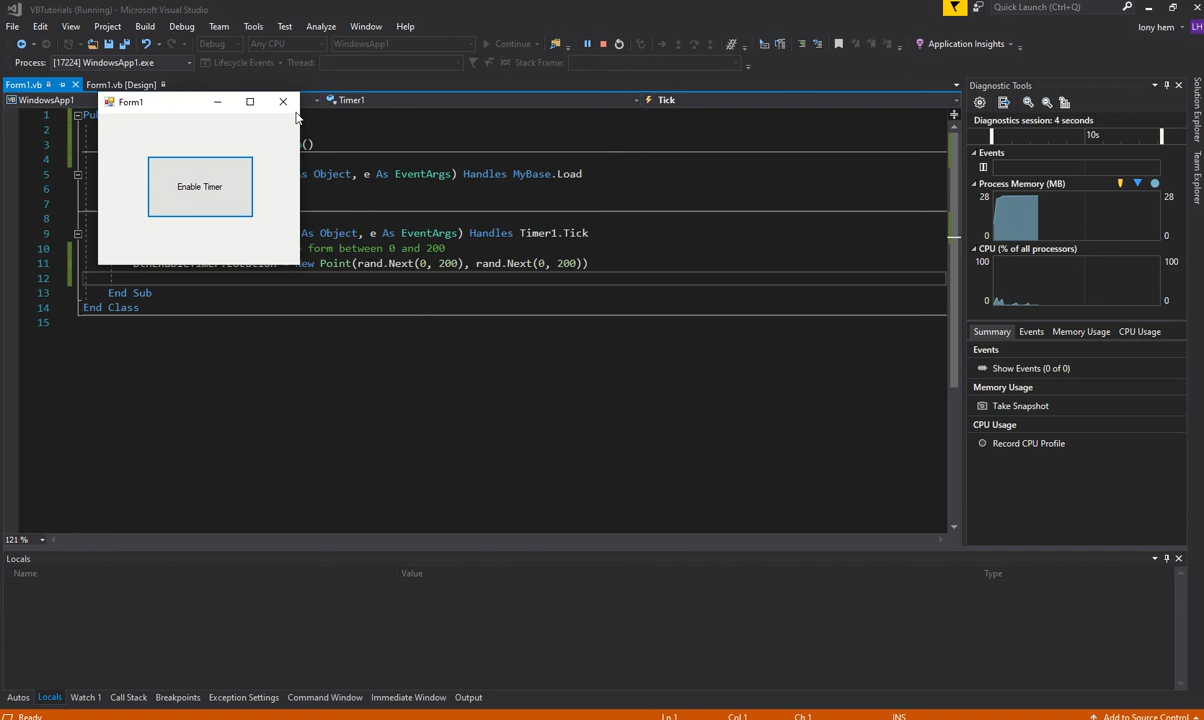 VBTutorials (Running) - Microsoft Visual Studio
Quick Launch (Ctrl+Q)
File Edit View Project Build Debug Team Tools Test Analyze Window Help
lony hem LH
Debug Any CPU WindowsApp1 Continue Application Insights
Process: [17224] WindowsApp1.exe Lifecycle Events Thread: Stack Frame:
Form1.vb Form1.vb [Design]
WindowsApp1 Timer1 Tick
Form1
Enable Timer
1 Pu
2
3 ()
4
5 s Object, e As EventArgs) Handles MyBase.Load
6
7
8
9 As Object, e As EventArgs) Handles Timer1.Tick
10 form between 0 and 200
11 Point(rand.Next(0, 200), rand.Next(0, 200))
12
13 End Sub
14 End Class
15
121 %
Diagnostic Tools
Diagnostics session: 4 seconds
10s
Events
Process Memory (MB)
28 28
0 0
CPU (% of all processors)
100 100
0 0
Summary Events Memory Usage CPU Usage
Events
Show Events (0 of 0)
Memory Usage
Take Snapshot
CPU Usage
Record CPU Profile
Solution Explorer
Team Explorer
Locals
Name Value Type
Autos Locals Watch 1 Call Stack Breakpoints Exception Settings Command Window Immediate Window Output
Ready Ln 1 Col 1 Ch 1 INS Add to Source Control